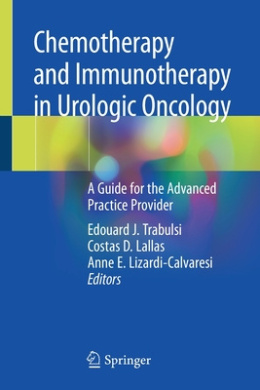 Chemotherapy
and Immunotherapy
in Urologic Oncology
A Guide for the Advanced
Practice Provider
Edouard J. Trabulsi
Costas D. Lallas
Anne E. Lizardi-Calvaresi
Editors
Springer